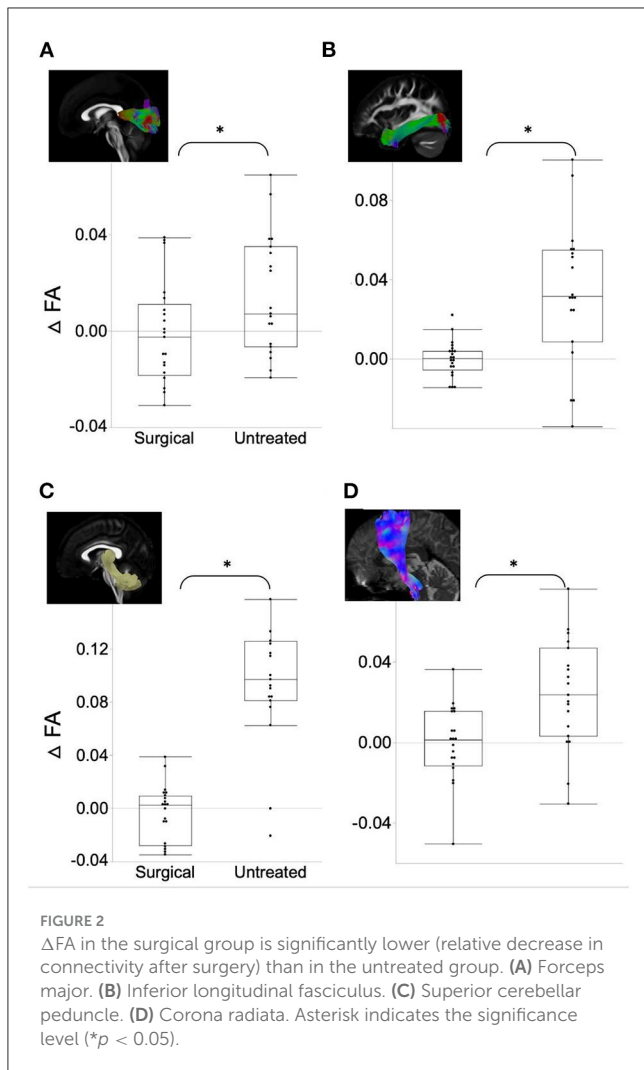 A
B
*
*
0.04
0.00
-0.04
Δ FA
Surgical Untreated
0.08
0.04
0.00
C
D
*
*
0.12
0.08
0.04
0.00
-0.04
Δ FA
Surgical Untreated
0.04
0.00
-0.04
FIGURE 2
ΔFA in the surgical group is significantly lower (relative decrease in
connectivity after surgery) than in the untreated group. (A) Forceps
major. (B) Inferior longitudinal fasciculus. (C) Superior cerebellar
peduncle. (D) Corona radiata. Asterisk indicates the significance
level (*p < 0.05).